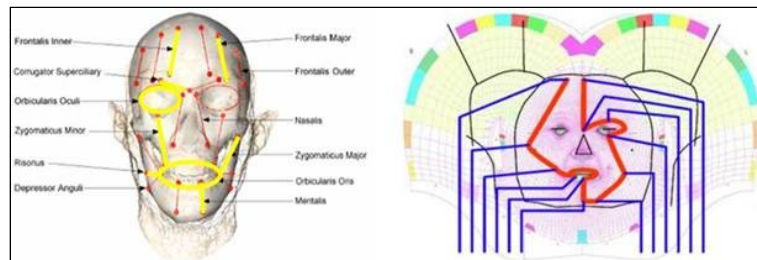 Frontalis Inner
Corrugator Superciliary
Orbicularis Oculi
Zygomaticus Minor
Risorius
Depressor Anguli
Frontalis Major
Frontalis Outer
Nasalis
Zygomaticus Major
Orbicularis Oris
Mentalis